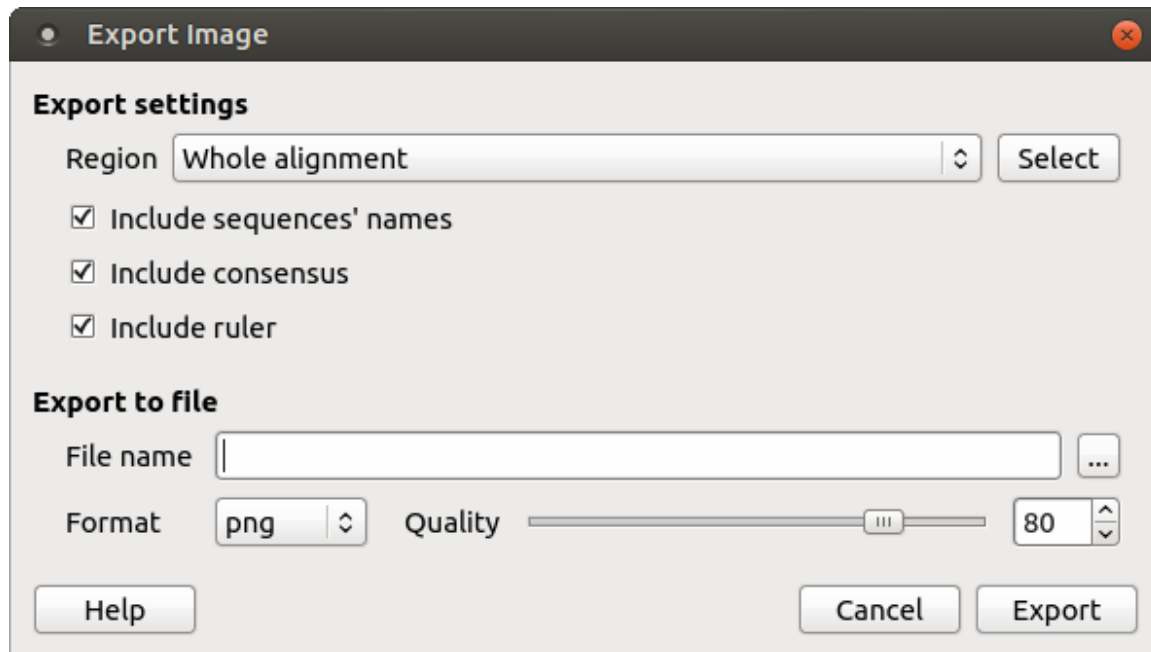 Export Image
Export settings
Region Whole alignment Select
Include sequences' names
Include consensus
Include ruler
Export to file
File name ...
Format png Quality 80
Help Cancel Export